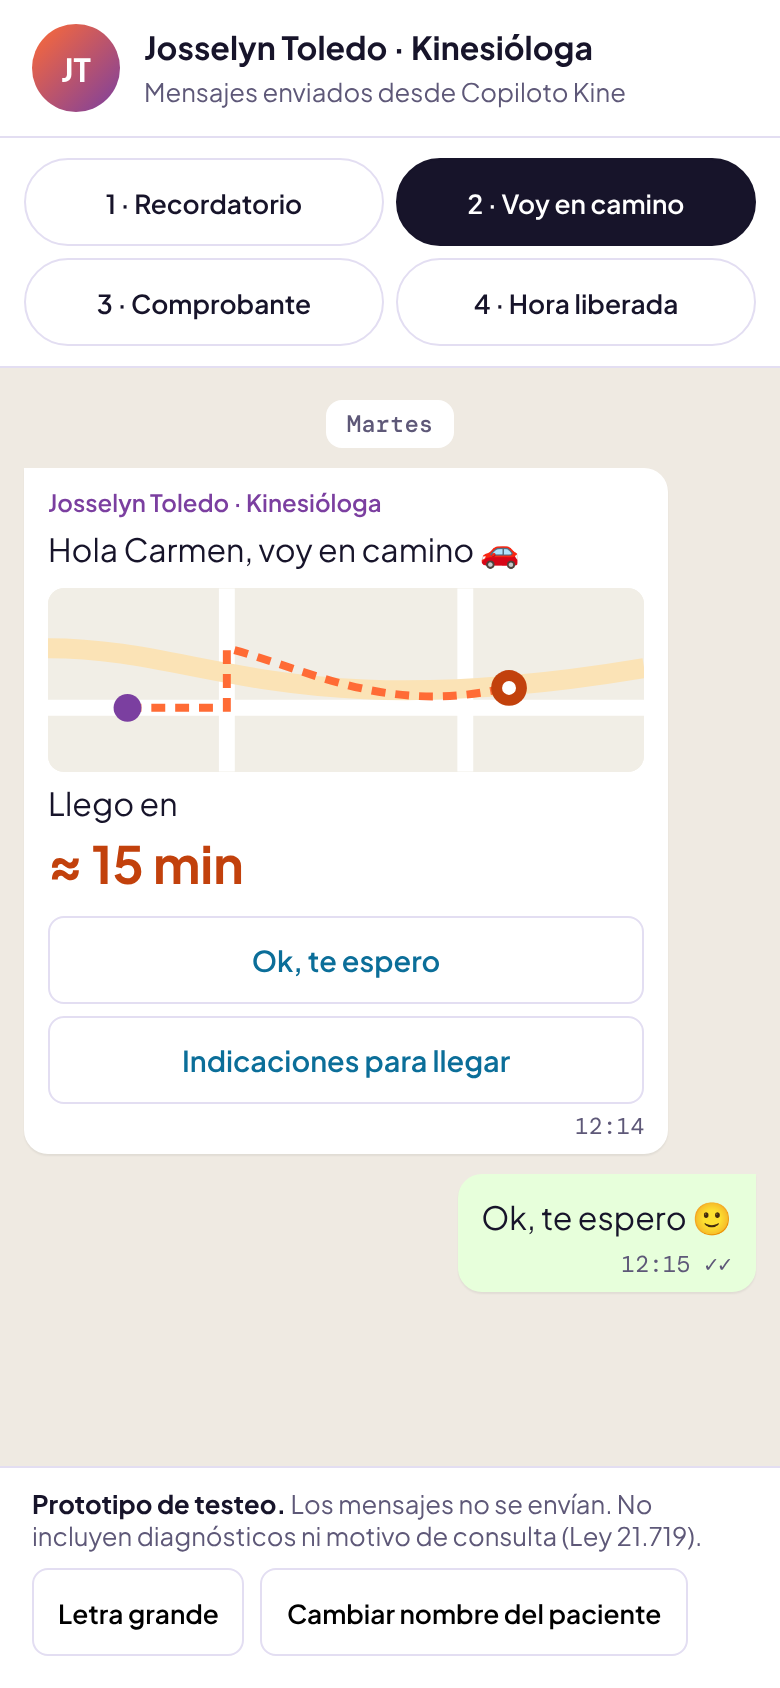 JT
Josselyn Toledo · Kinesióloga
Mensajes enviados desde Copiloto Kine
1 · Recordatorio
2 · Voy en camino
3 · Comprobante
4 · Hora liberada
Martes
Josselyn Toledo · Kinesióloga
Hola Carmen, voy en camino 🚗
Llego en
≈ 15 min
Ok, te espero
Indicaciones para llegar
12:14
Ok, te espero 🙂
12:15 ✓✓
Prototipo de testeo. Los mensajes no se envían. No
incluyen diagnósticos ni motivo de consulta (Ley 21.719).
Letra grande
Cambiar nombre del paciente